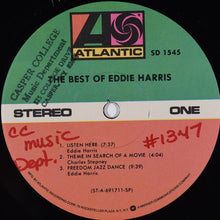 ATLANTIC
SD 1545
THE BEST OF EDDIE HARRIS
CASPER COLLEGE
Music Department
STEREO
ONE
cc
music
Dept.
#1347
1. LISTEN HERE (7:37)
Eddie Harris
2. THEME IN SEARCH OF A MOVIE (4:04)
Charles Stepney
3. FREEDOM JAZZ DANCE (9:39)
Eddie Harris
(ST-A-691711-SP)